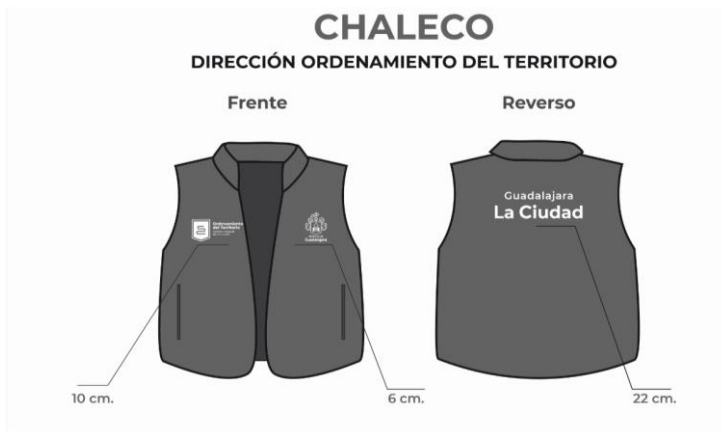 CHALECO
DIRECCIÓN ORDENAMIENTO DEL TERRITORIO
Frente
Reverso
Ordenamiento
del Territorio
Guadalajara
Guadalajara
La Ciudad
10 cm.
6 cm.
22 cm.